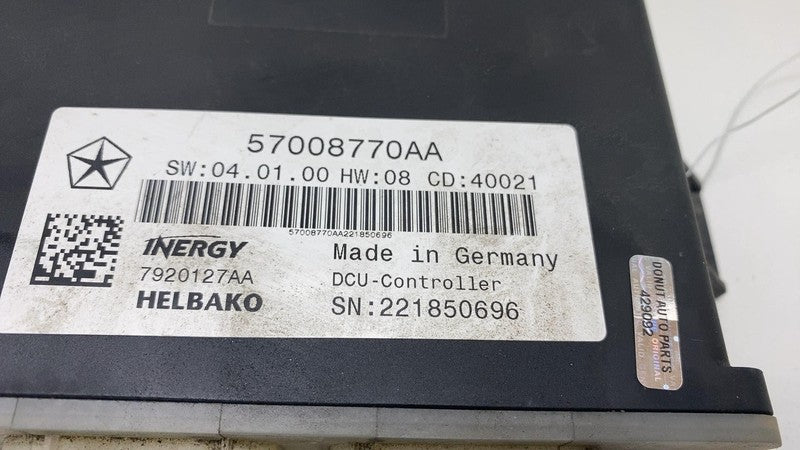 57008770AA
SW:04.01.00 HW:08 CD:40021
57008770AA221850696
INERGY
Made in Germany
7920127AA
DCU-Controller
HELBAKO
SN:221850696
DONUT AUTO PARTS
429092
ORIGINAL